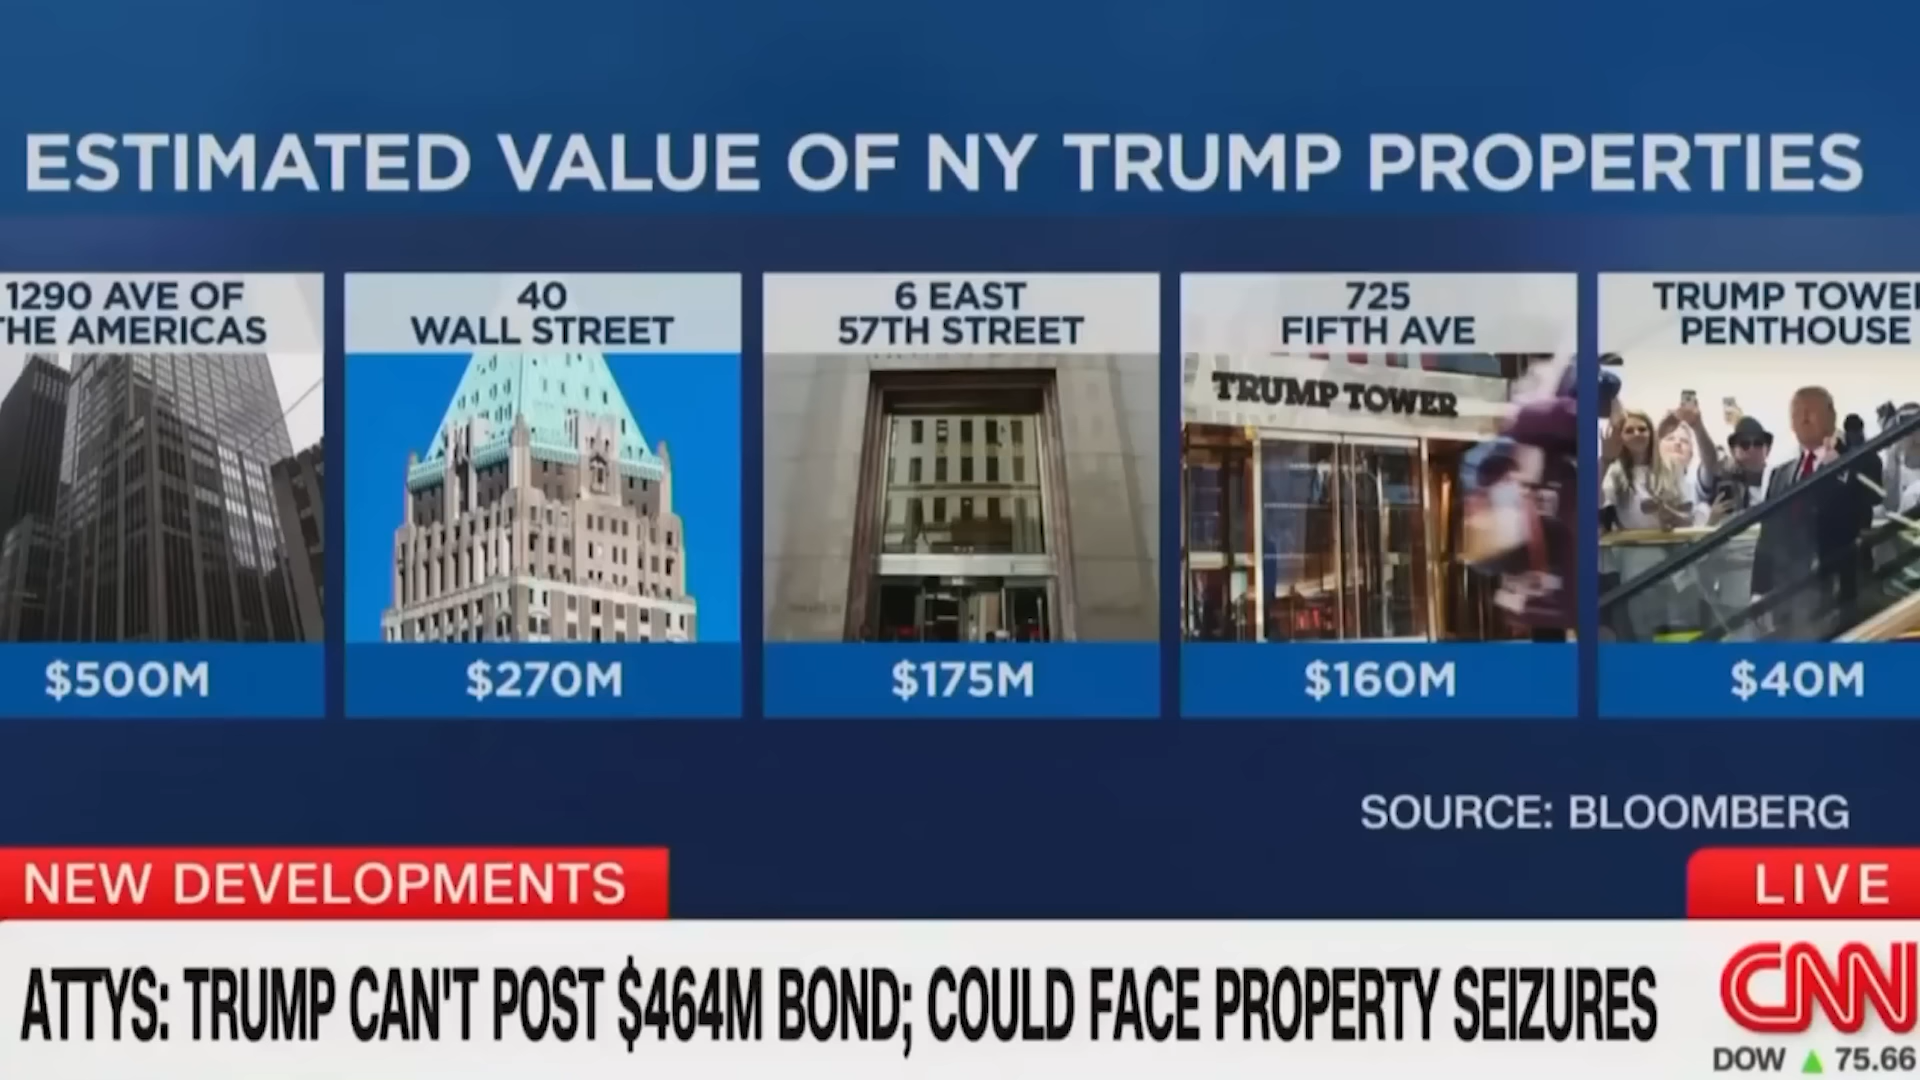 ESTIMATED VALUE OF NY TRUMP PROPERTIES
1290 AVE OF
THE AMERICAS
$500M
40
WALL STREET
$270M
6 EAST
57TH STREET
$175M
725
FIFTH AVE
TRUMP TOWER
$160M
TRUMP TOWER
PENTHOUSE
$40M
SOURCE: BLOOMBERG
NEW DEVELOPMENTS
LIVE
ATTYS: TRUMP CAN'T POST $464M BOND; COULD FACE PROPERTY SEIZURES
CNN
DOW ▲ 75.66